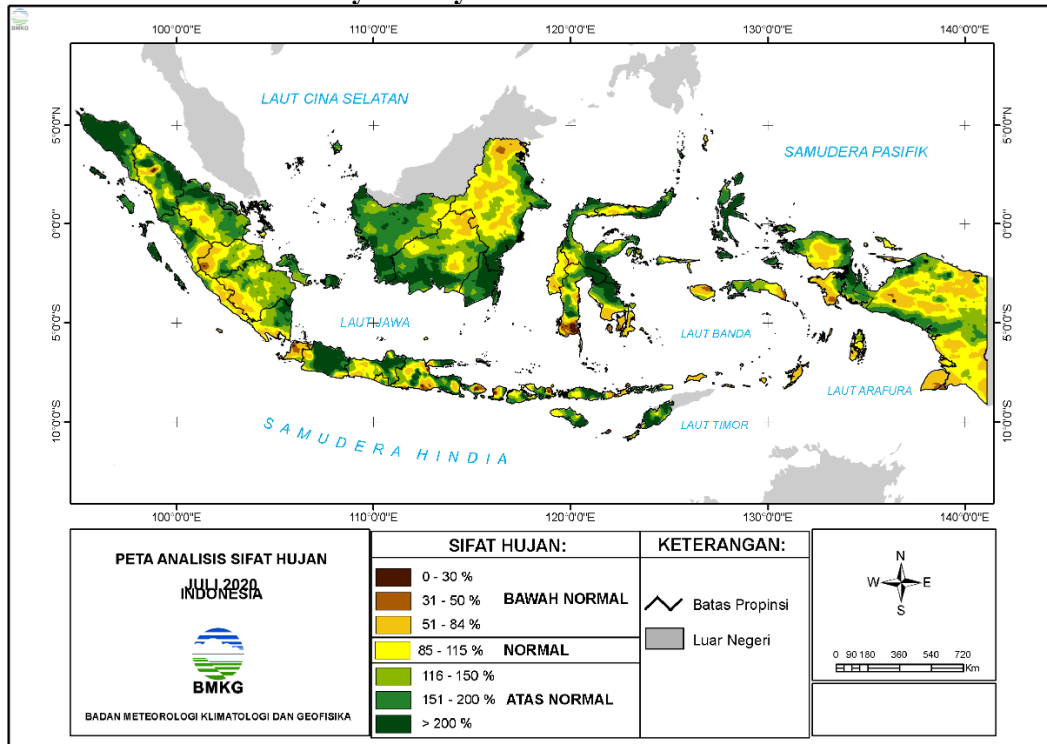 BMKG
100°0'0"E 110°0'0"E 120°0'0"E 130°0'0"E 140°0'0"E
LAUT CINA SELATAN
5°0'0"N 5°0'0"N
SAMUDERA PASIFIK
0°0'0" 0°0'0"
LAUT JAWA
LAUT BANDA
5°0'0"S 5°0'0"S
LAUT ARAFURA
10°0'0"S 10°0'0"S
LAUT TIMOR
SAMUDERA HINDIA
100°0'0"E 110°0'0"E 120°0'0"E 130°0'0"E 140°0'0"E
PETA ANALISIS SIFAT HUJAN
JULI 2020
INDONESIA
BMKG
BADAN METEOROLOGI KLIMATOLOGI DAN GEOFISIKA
SIFAT HUJAN:
0 - 30 %
31 - 50 % BAWAH NORMAL
51 - 84 %
85 - 115 % NORMAL
116 - 150 %
151 - 200 % ATAS NORMAL
> 200 %
KETERANGAN:
Batas Propinsi
Luar Negeri
N
W E
S
0 90 180 360 540 720
Km